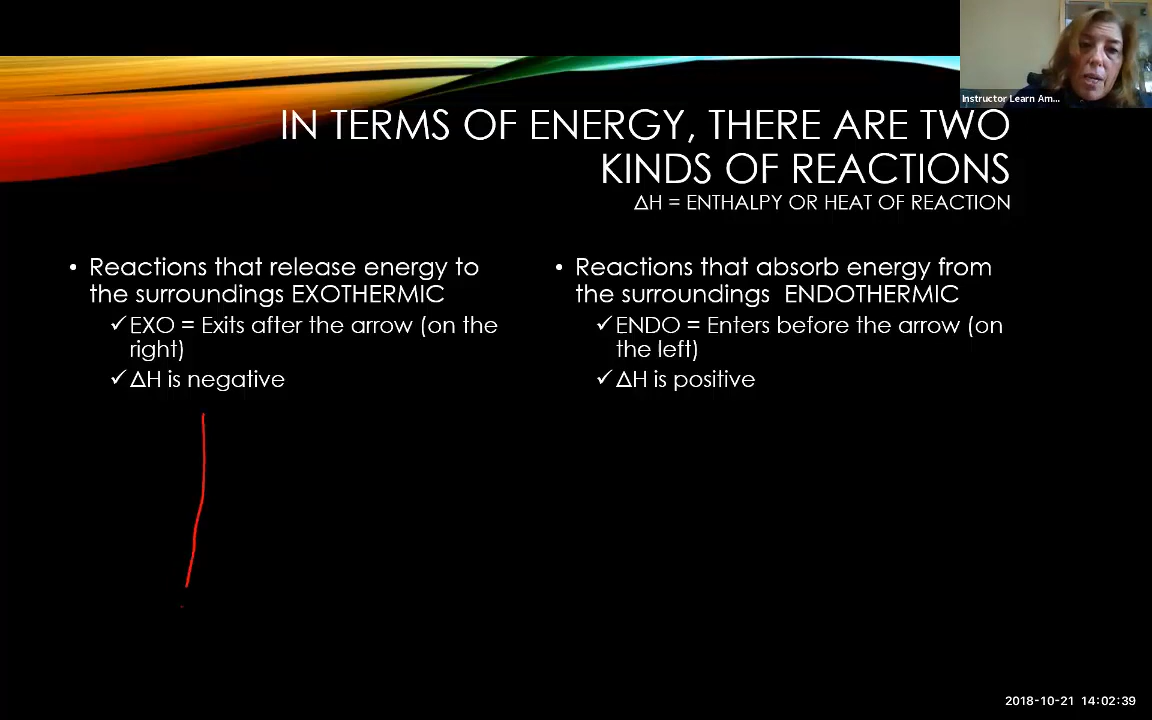 Instructor Learn Am...
IN TERMS OF ENERGY, THERE ARE TWO
KINDS OF REACTIONS
ΔH = ENTHALPY OR HEAT OF REACTION
• Reactions that release energy to
the surroundings EXOTHERMIC
✓EXO = Exits after the arrow (on the
right)
✓ΔH is negative
• Reactions that absorb energy from
the surroundings ENDOTHERMIC
✓ENDO = Enters before the arrow (on
the left)
✓ΔH is positive
2018-10-21 14:02:39